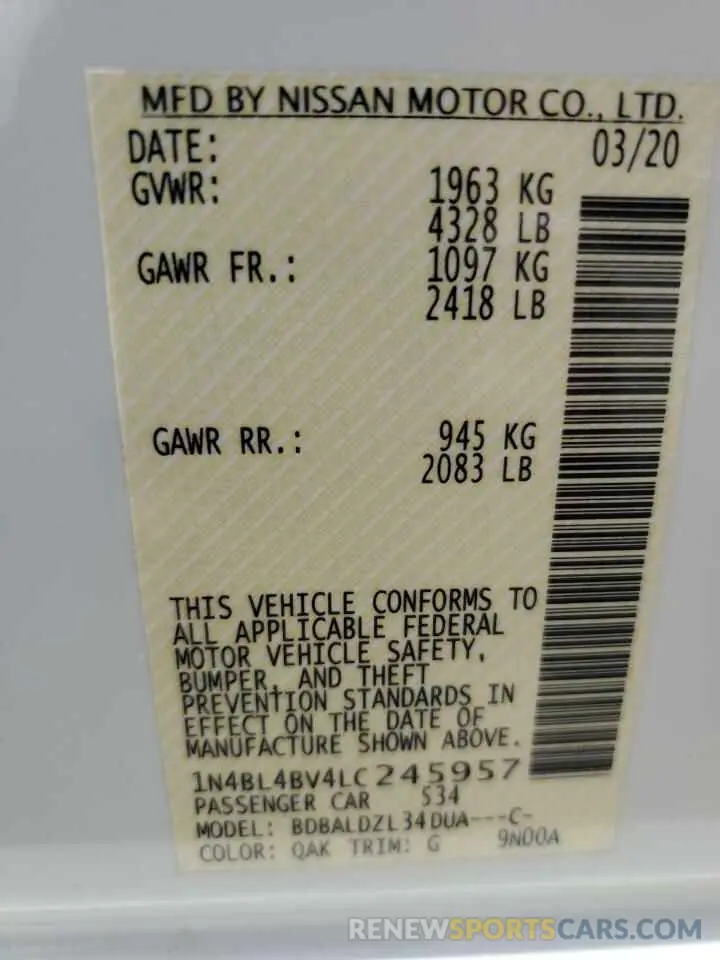 MFD BY NISSAN MOTOR CO., LTD.
DATE: 03/20
GVWR: 1963 KG
4328 LB
GAWR FR.: 1097 KG
2418 LB
GAWR RR.: 945 KG
2083 LB
THIS VEHICLE CONFORMS TO
ALL APPLICABLE FEDERAL
MOTOR VEHICLE SAFETY,
BUMPER, AND THEFT
PREVENTION STANDARDS IN
EFFECT ON THE DATE OF
MANUFACTURE SHOWN ABOVE.
1N4BL4BV4LC245957
PASSENGER CAR S34
MODEL: BDBALDZL34DUA---C-
COLOR: QAK TRIM: G 9N00A
RENEWSPORTSCARS.COM